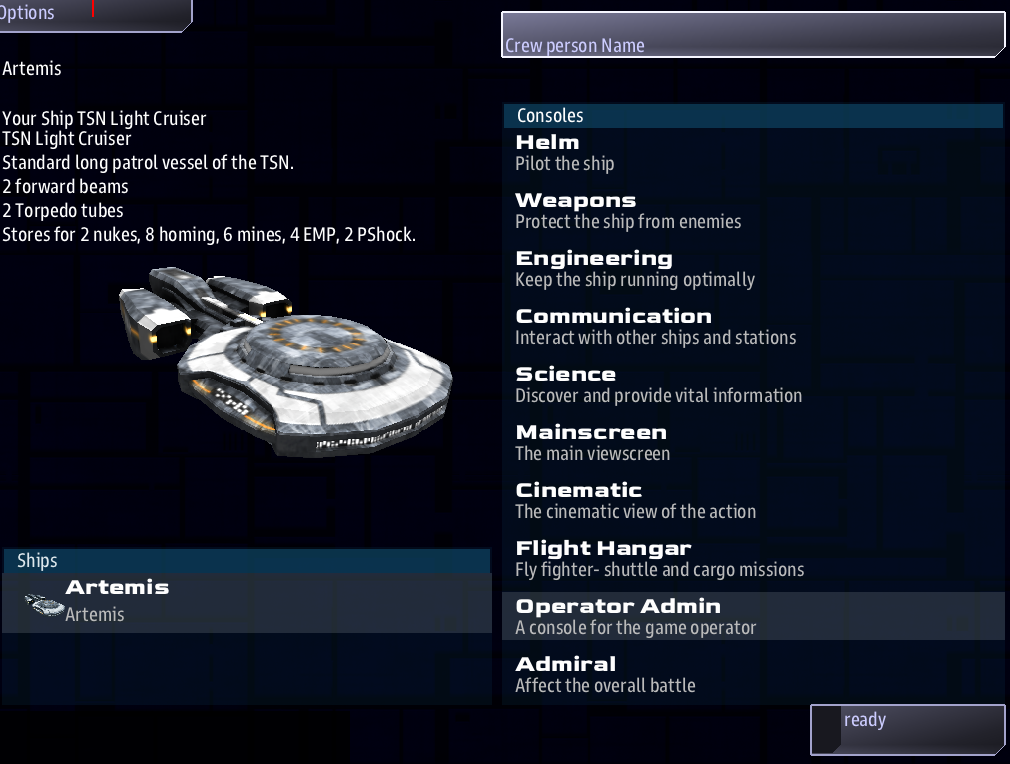 Options
Crew person Name
Artemis
Your Ship TSN Light Cruiser
TSN Light Cruiser
Standard long patrol vessel of the TSN.
2 forward beams
2 Torpedo tubes
Stores for 2 nukes, 8 homing, 6 mines, 4 EMP, 2 PShock.
Ships
Artemis
Artemis
Consoles
Helm
Pilot the ship
Weapons
Protect the ship from enemies
Engineering
Keep the ship running optimally
Communication
Interact with other ships and stations
Science
Discover and provide vital information
Mainscreen
The main viewscreen
Cinematic
The cinematic view of the action
Flight Hangar
Fly fighter- shuttle and cargo missions
Operator Admin
A console for the game operator
Admiral
Affect the overall battle
ready